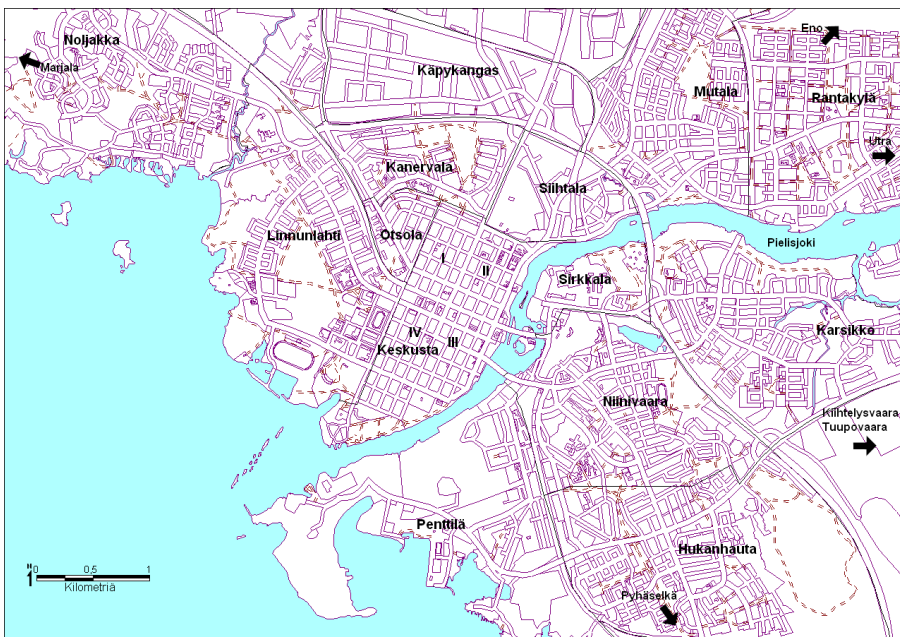 Noljakka
Eno
Marjala
Käpykangas
Mutala
Rantakylä
Utra
Kanervala
Siihtala
Linnunlahti
Otsola
I
II
Pielisjoki
Sirkkala
IV
III
Keskusta
Karsikko
Niinivaara
Kiihtelysvaara
Tuupovaara
Penttilä
Hukanhauta
0 0,5 1
Kilometriä
Pyhäselkä